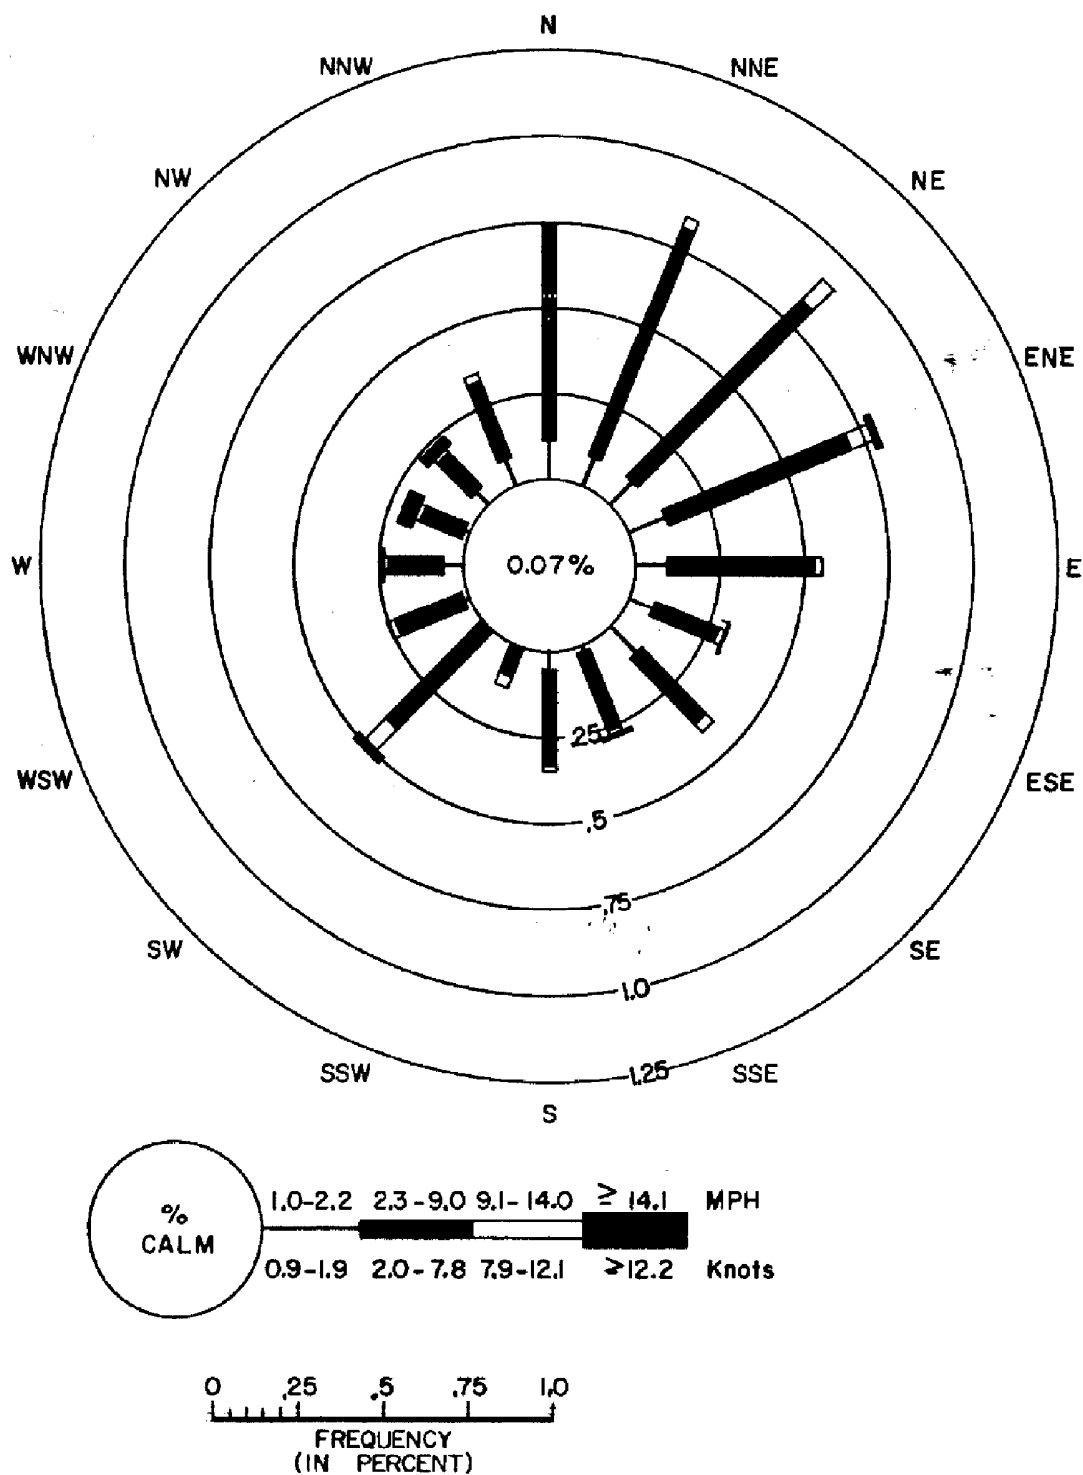 N
NNW NNE
NW NE
WNW ENE
W 0.07% E
.25
.5
WSW ESE
.75
SW SE
1.0
SSW 1.25 SSE
S
1.0-2.2 2.3-9.0 9.1-14.0 ≥ 14.1 MPH
%
CALM
0.9-1.9 2.0-7.8 7.9-12.1 ≥12.2 Knots
0 .25 .5 .75 1.0
FREQUENCY
(IN PERCENT)